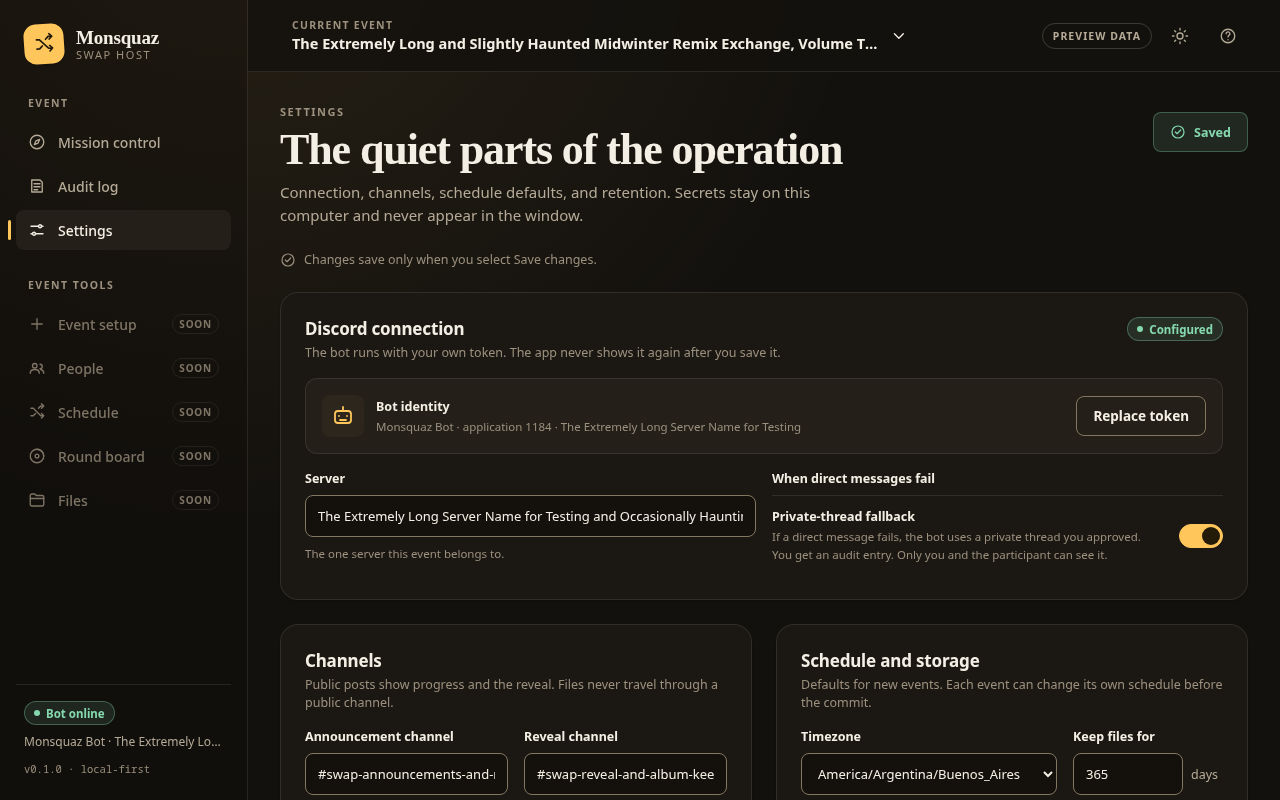 Monsquaz
SWAP HOST
EVENT
Mission control
Audit log
Settings
EVENT TOOLS
Event setup SOON
People SOON
Schedule SOON
Round board SOON
Files SOON
Bot online
Monsquaz Bot · The Extremely Lo...
v0.1.0 · local-first
CURRENT EVENT
The Extremely Long and Slightly Haunted Midwinter Remix Exchange, Volume T...
PREVIEW DATA
SETTINGS
The quiet parts of the operation
Connection, channels, schedule defaults, and retention. Secrets stay on this
computer and never appear in the window.
Saved
Changes save only when you select Save changes.
Discord connection
Configured
The bot runs with your own token. The app never shows it again after you save it.
Bot identity
Monsquaz Bot · application 1184 · The Extremely Long Server Name for Testing
Replace token
Server
The Extremely Long Server Name for Testing and Occasionally Hauntin
The one server this event belongs to.
When direct messages fail
Private-thread fallback
If a direct message fails, the bot uses a private thread you approved.
You get an audit entry. Only you and the participant can see it.
Channels
Public posts show progress and the reveal. Files never travel through a
public channel.
Announcement channel
#swap-announcements-and-r
Reveal channel
#swap-reveal-and-album-kee
Schedule and storage
Defaults for new events. Each event can change its own schedule before
the commit.
Timezone
America/Argentina/Buenos_Aires
Keep files for
365 days